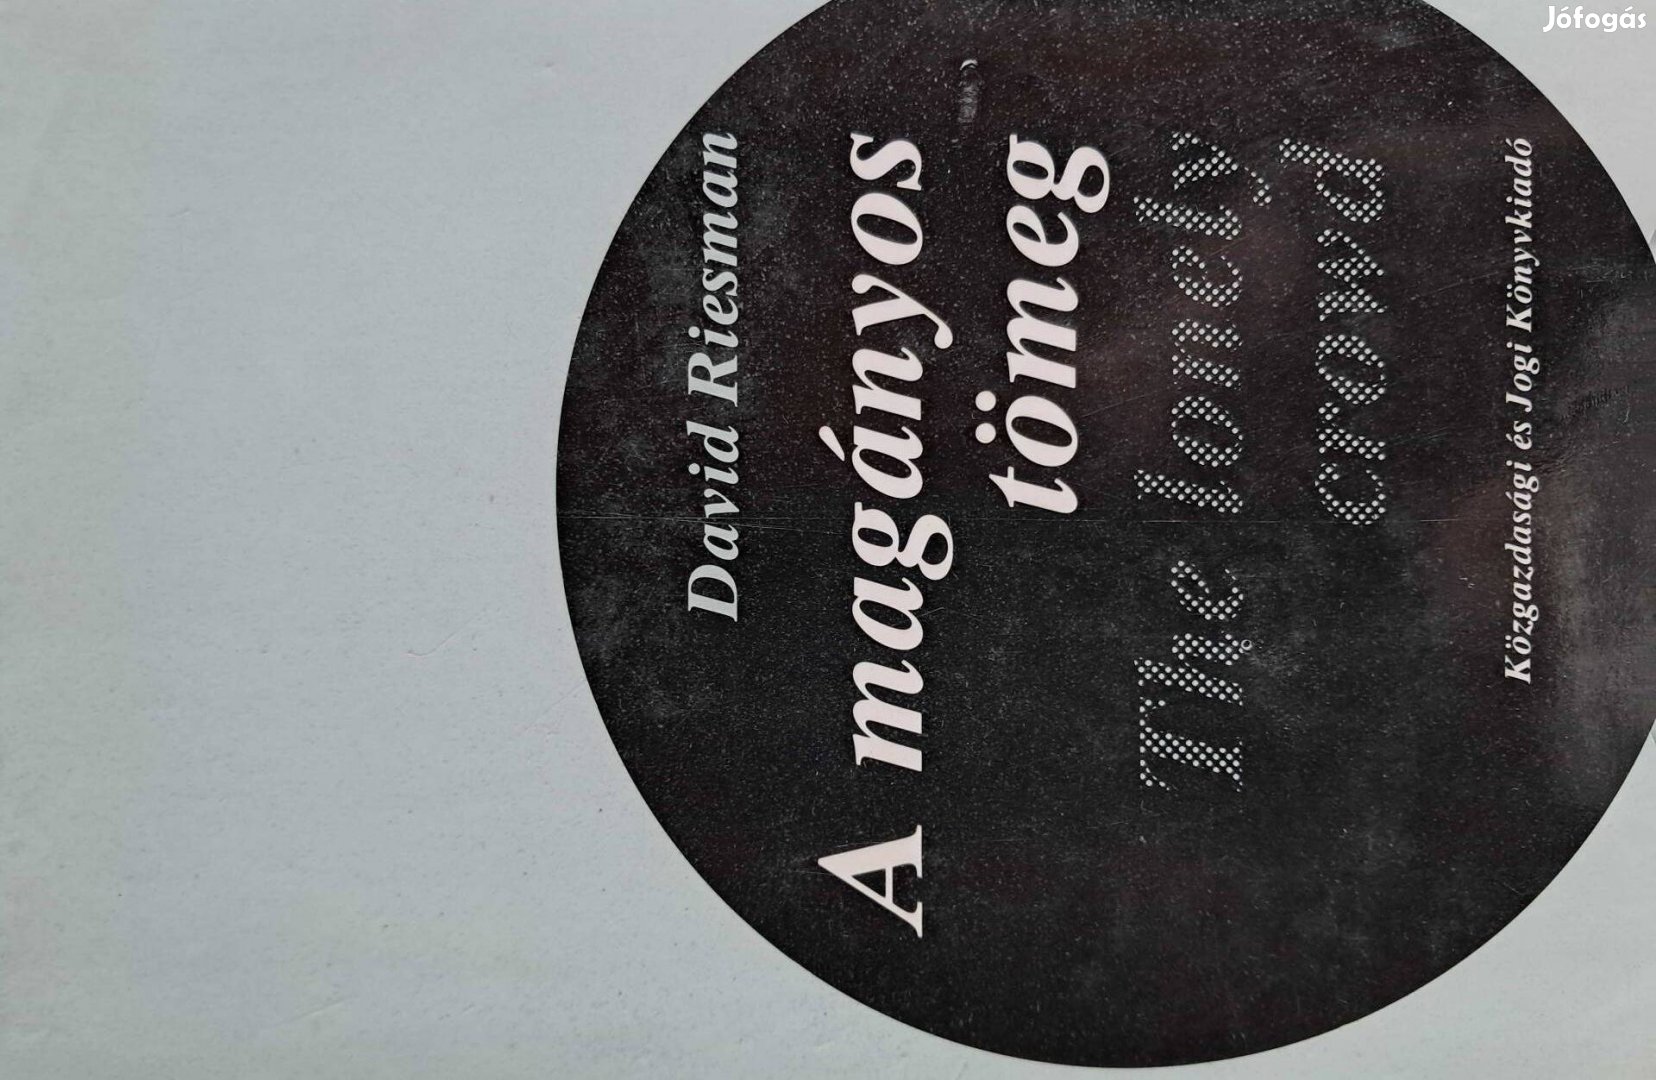 Jófogás
David Riesman
A magányos
tömeg
The lonely
crowd
Közgazdasági és Jogi Könyvkiadó